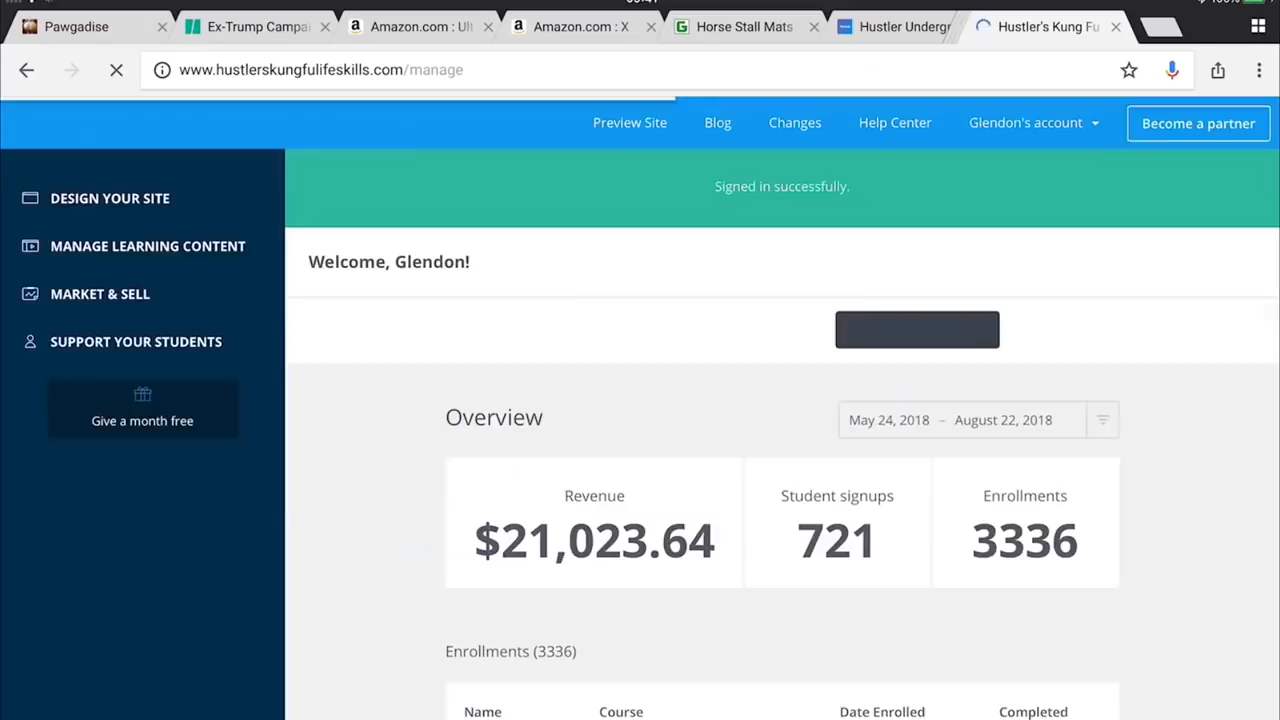 Pawgadise
Ex-Trump Campai
Amazon.com : Ult
Amazon.com : X
Horse Stall Mats
Hustler Undergr
Hustler's Kung Fu
www.hustlerskungfulifeskills.com/manage
Preview Site Blog Changes Help Center Glendon's account Become a partner
Signed in successfully.
DESIGN YOUR SITE
MANAGE LEARNING CONTENT
MARKET & SELL
SUPPORT YOUR STUDENTS
Give a month free
Welcome, Glendon!
Overview
May 24, 2018 – August 22, 2018
Revenue Student signups Enrollments
$21,023.64 721 3336
Enrollments (3336)
Name Course Date Enrolled Completed